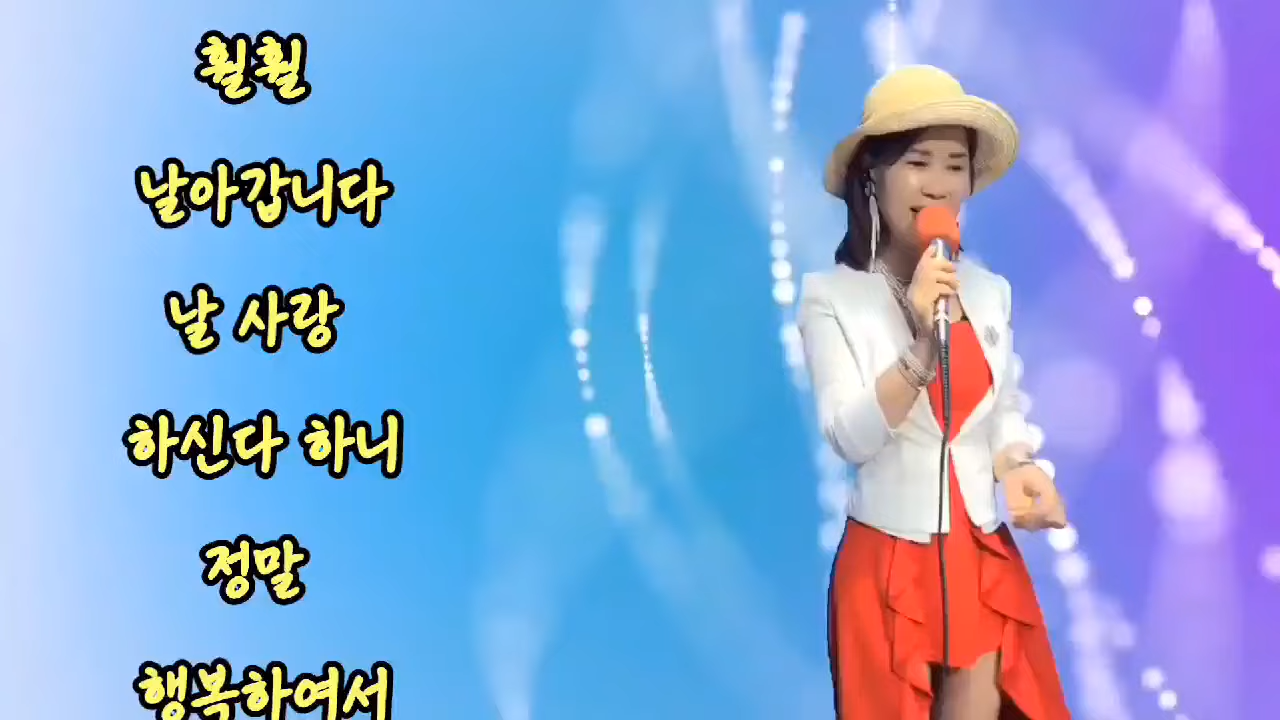 훨훨
날아갑니다
날 사랑
하신다 하니
정말
행복하여서